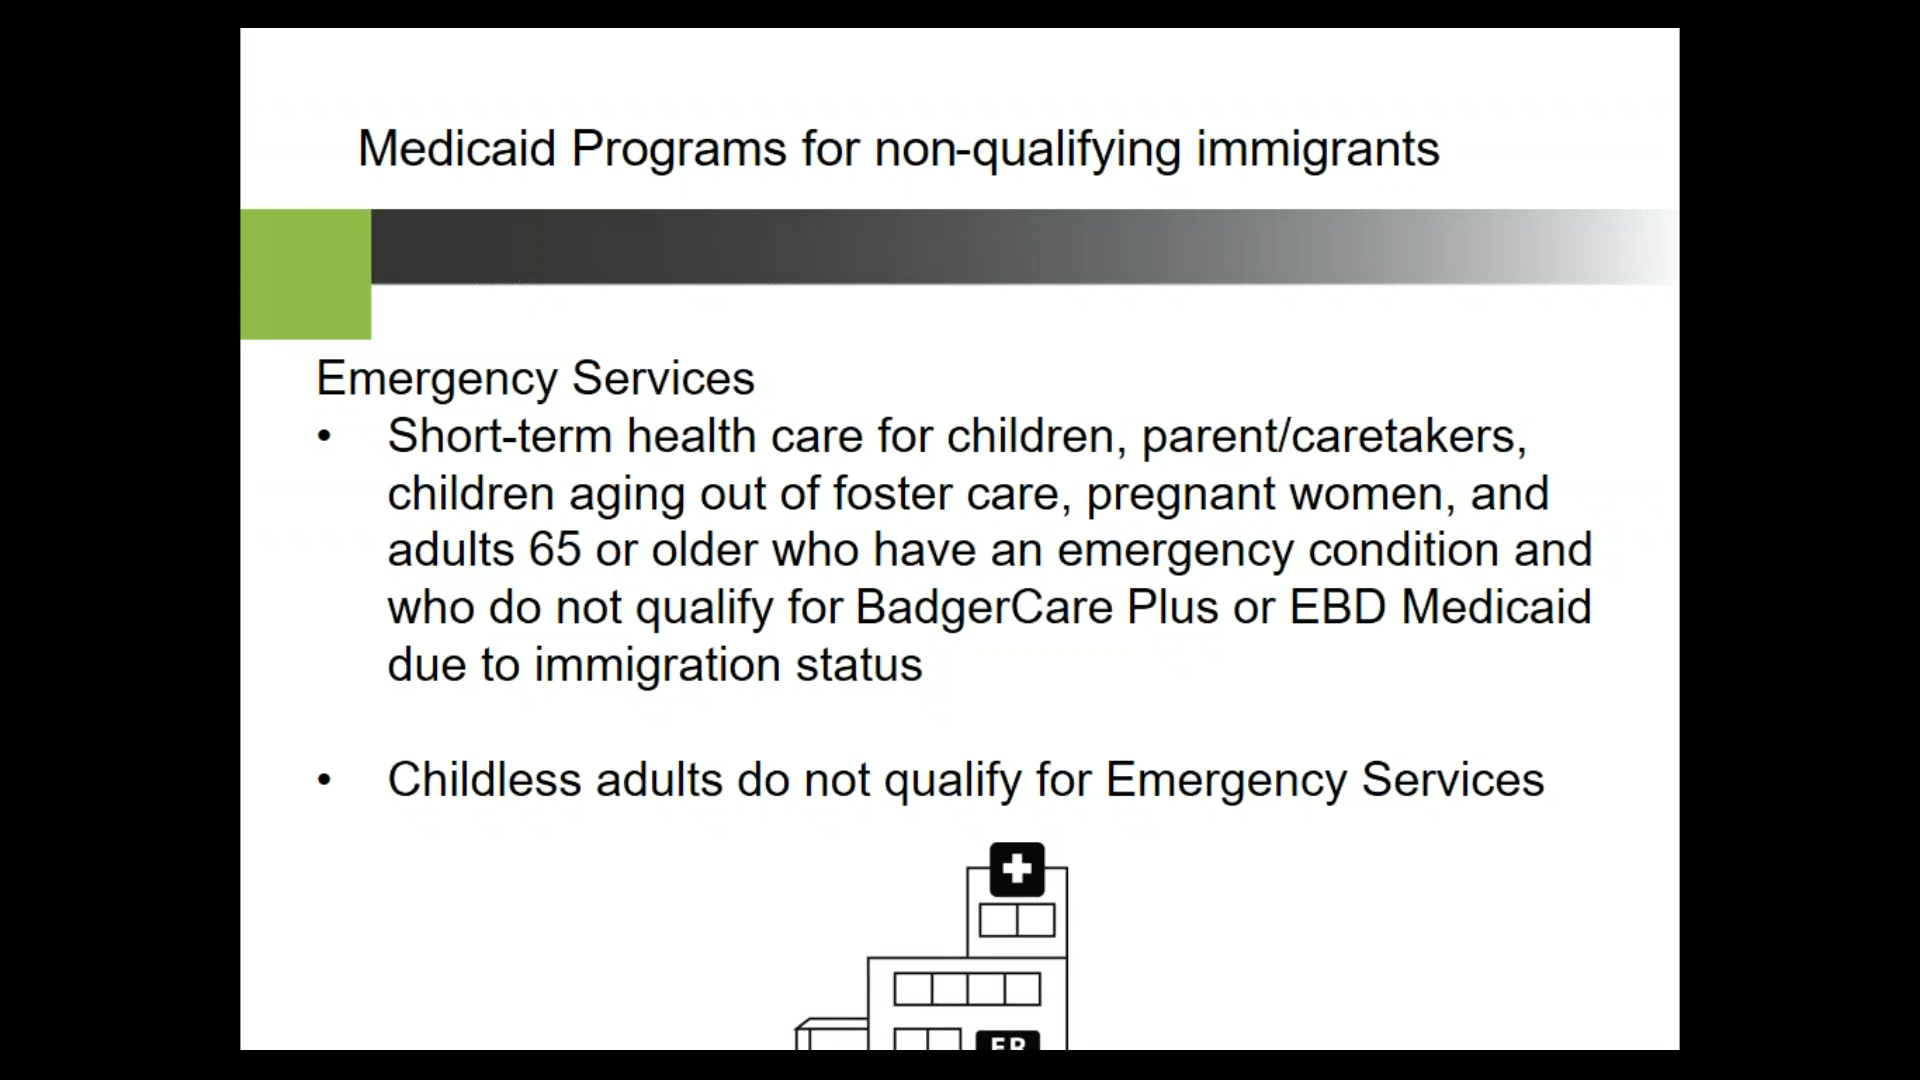 Medicaid Programs for non-qualifying immigrants
Emergency Services
• Short-term health care for children, parent/caretakers,
children aging out of foster care, pregnant women, and
adults 65 or older who have an emergency condition and
who do not qualify for BadgerCare Plus or EBD Medicaid
due to immigration status
• Childless adults do not qualify for Emergency Services
ER